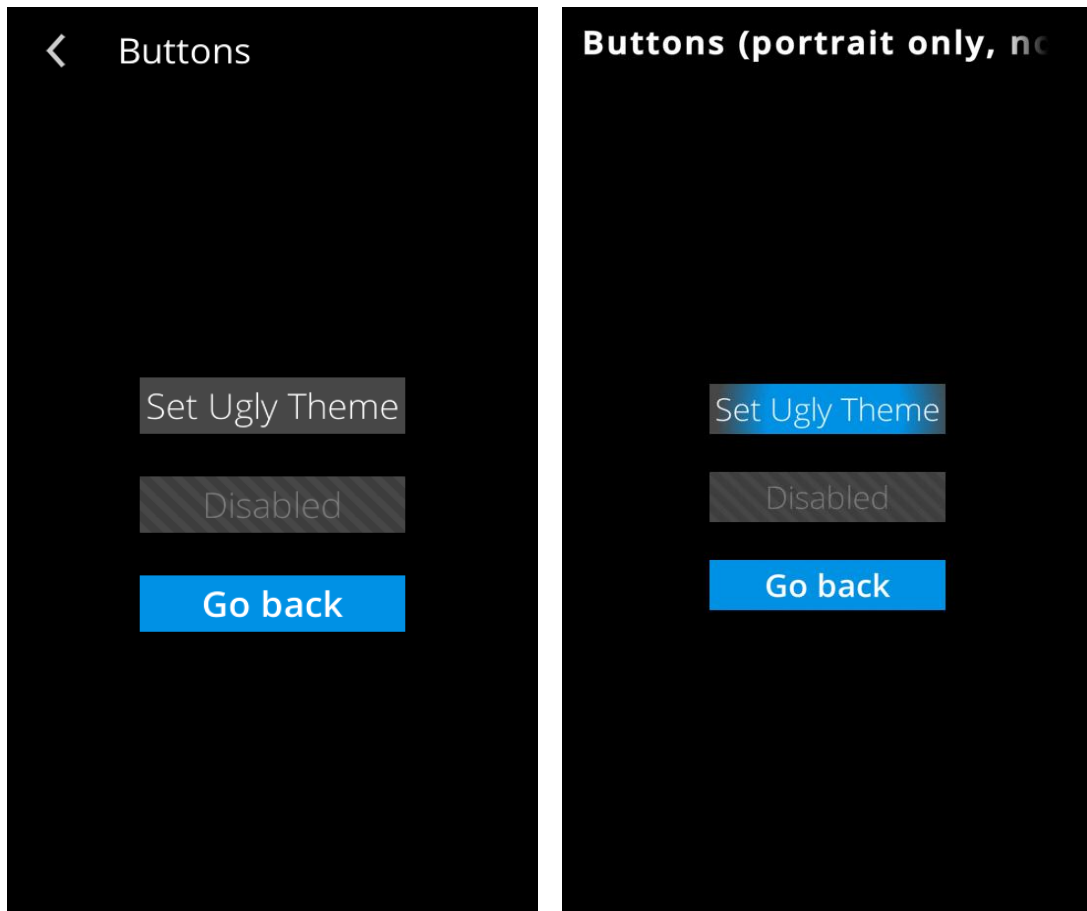 Buttons
Set Ugly Theme
Disabled
Go back
Buttons (portrait only,
Set Ugly Theme
Disabled
Go back